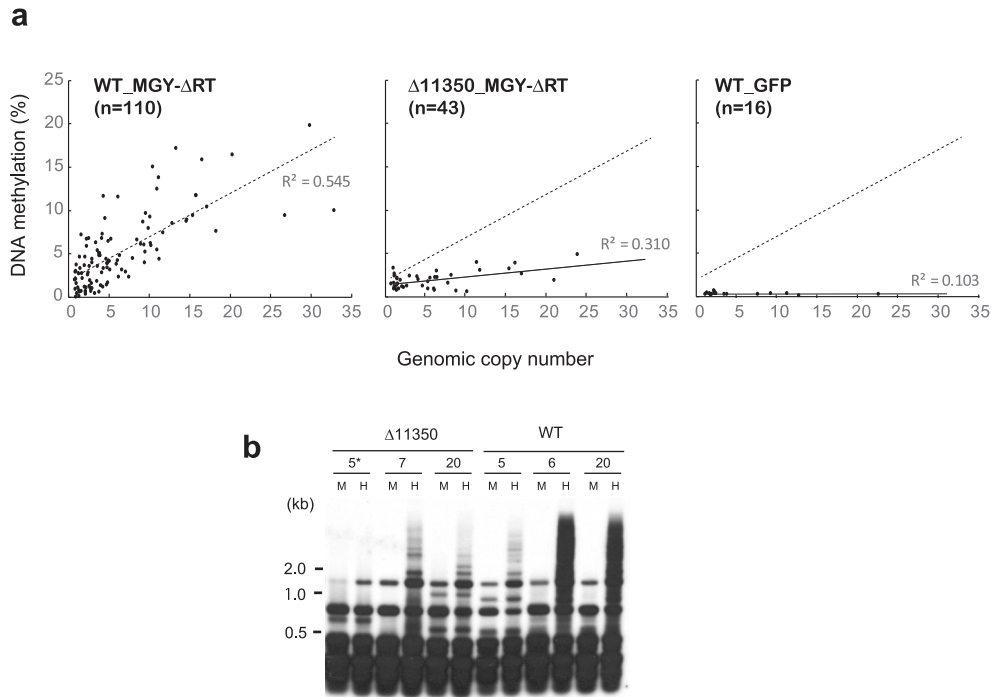 a
WT_MGY-ΔRT
(n=110)
Δ11350_MGY-ΔRT
(n=43)
WT_GFP
(n=16)
DNA methylation (%)
25
20
15
10
5
0
R² = 0.545
R² = 0.310
R² = 0.103
0 5 10 15 20 25 30 35
0 5 10 15 20 25 30 35
0 5 10 15 20 25 30 35
Genomic copy number
b
Δ11350 WT
5* 7 20 5 6 20
M H M H M H M H M H M H
(kb)
2.0
1.0
0.5